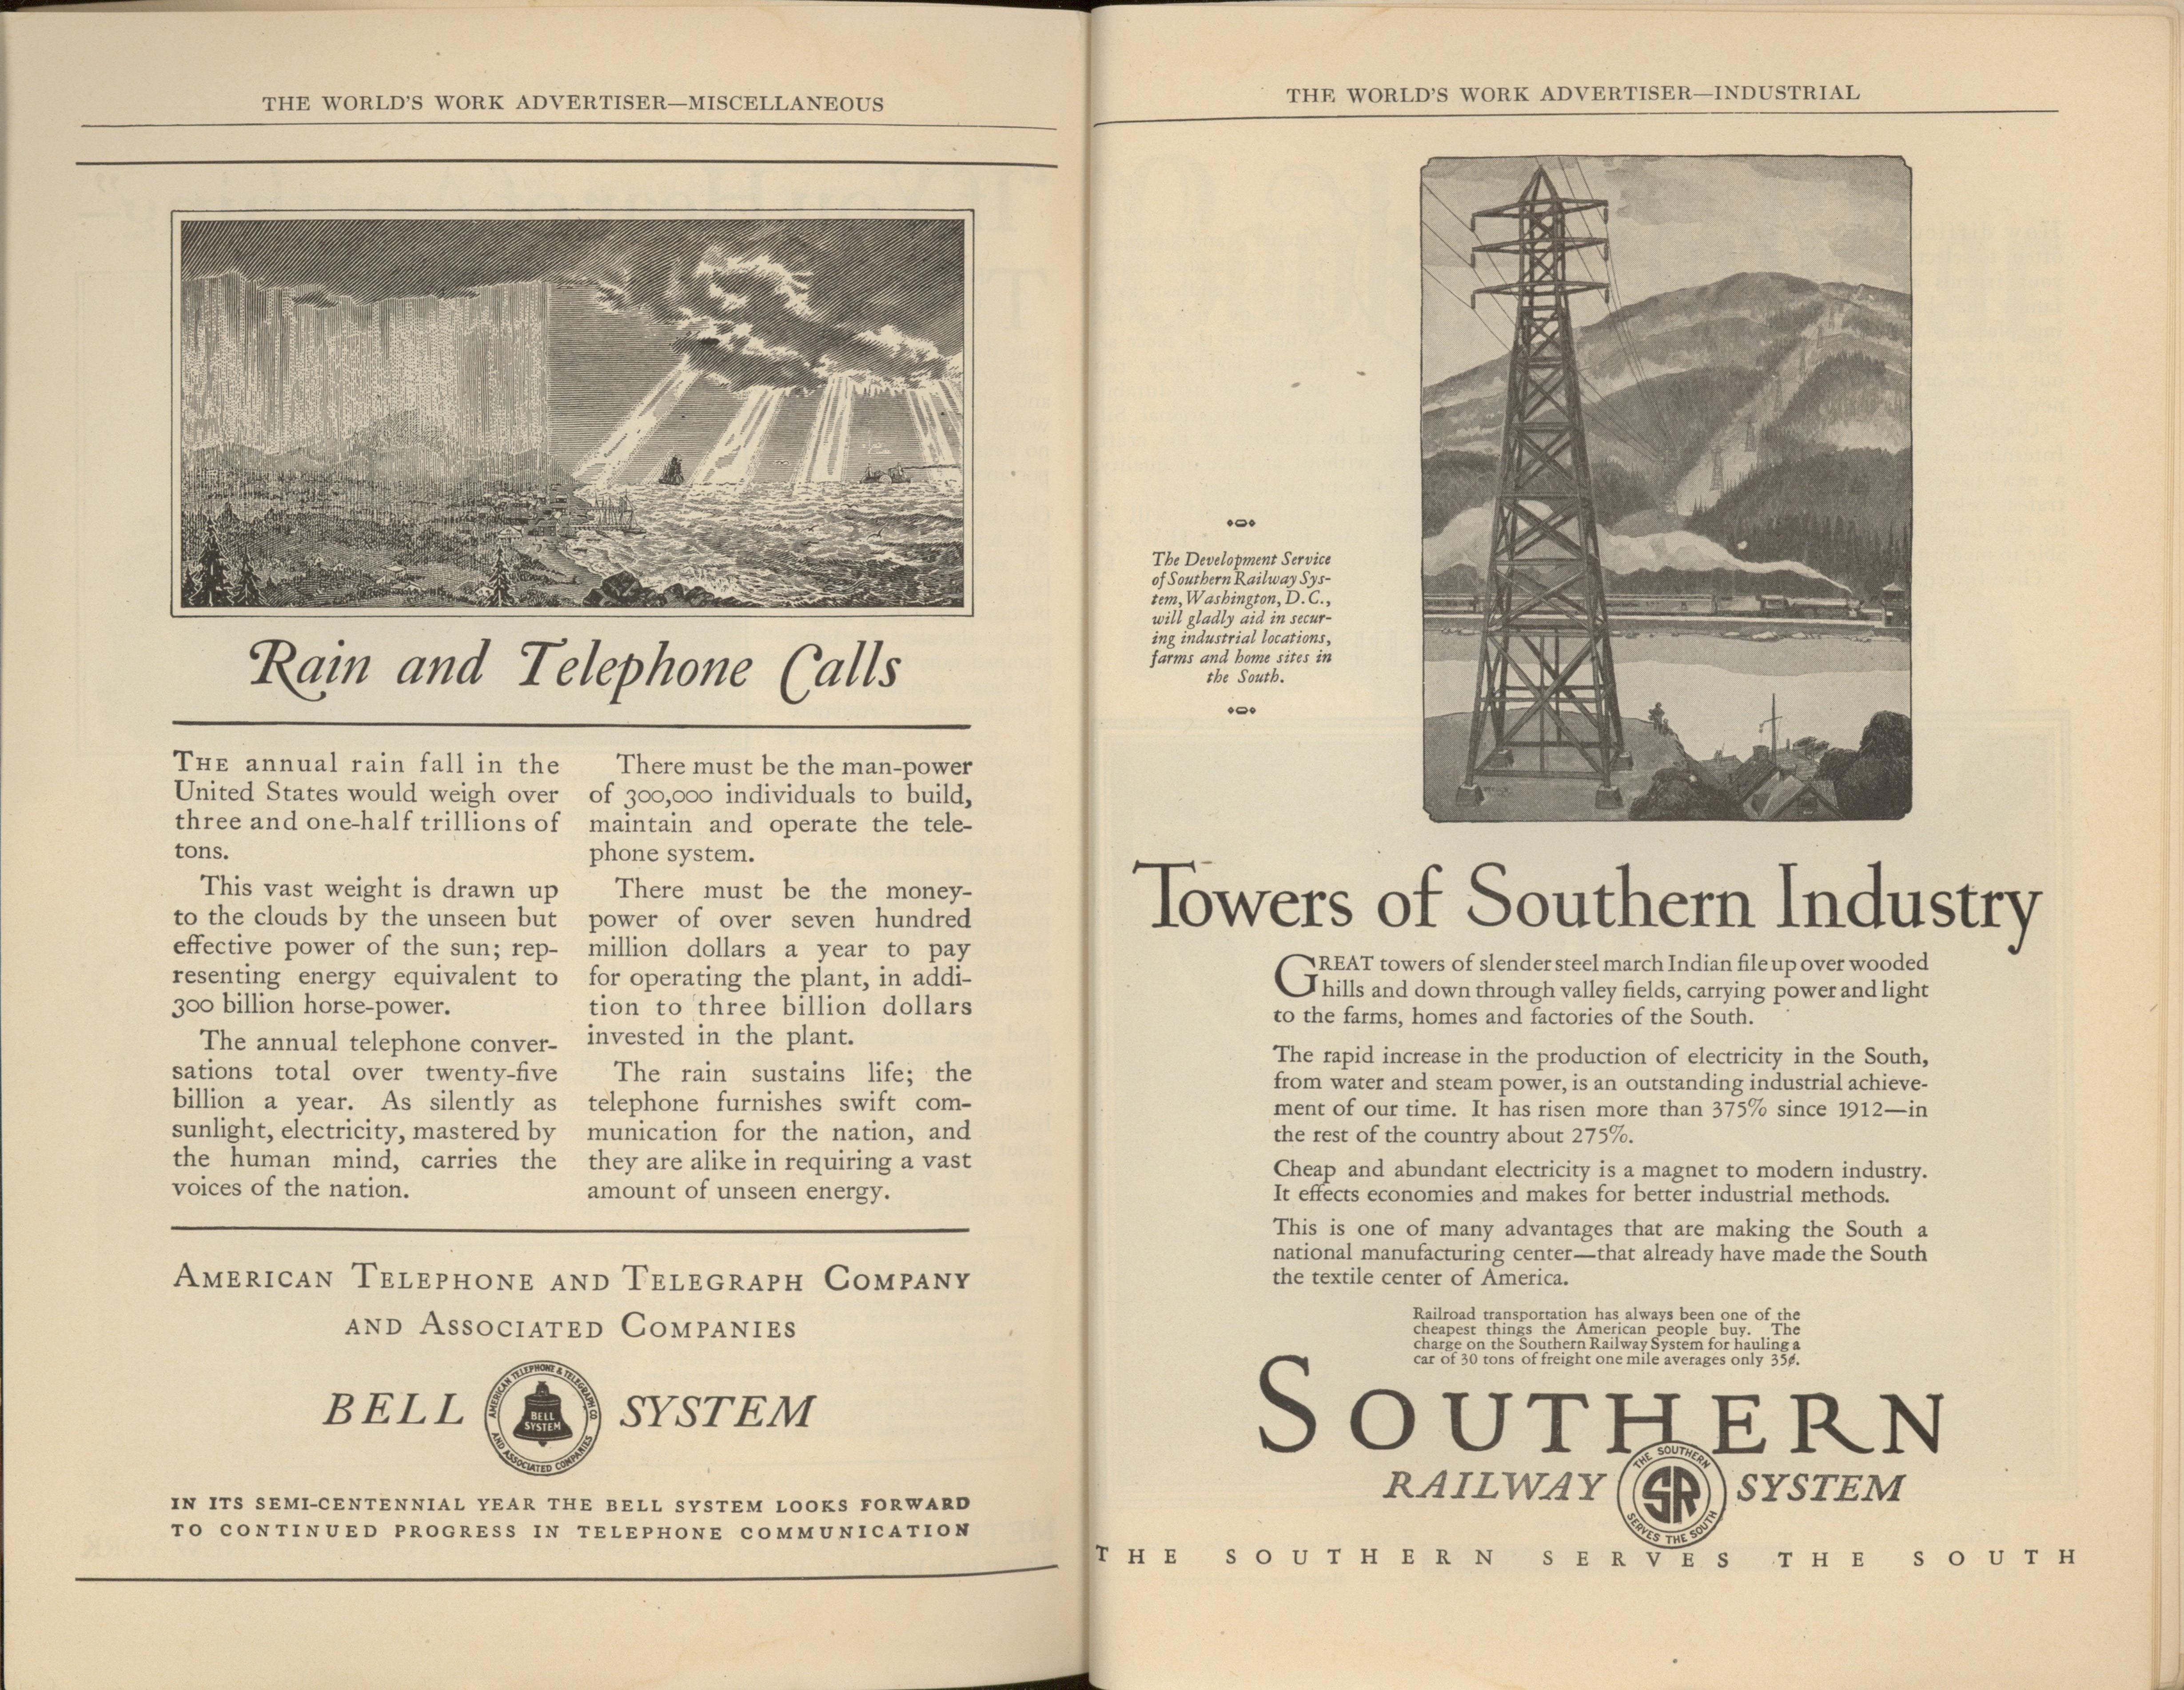 THE WORLD'S WORK ADVERTISER—MISCELLANEOUS
Rain and Telephone Calls
THE annual rain fall in the
United States would weigh over
three and one-half trillions of
tons.
This vast weight is drawn up
to the clouds by the unseen but
effective power of the sun; rep-
resenting energy equivalent to
300 billion horse-power.
The annual telephone conver-
sations total over twenty-five
billion a year. As silently as
sunlight, electricity, mastered by
the human mind, carries the
voices of the nation.
There must be the man-power
of 300,000 individuals to build,
maintain and operate the tele-
phone system.
There must be the money-
power of over seven hundred
million dollars a year to pay
for operating the plant, in addi-
tion to three billion dollars
invested in the plant.
The rain sustains life; the
telephone furnishes swift com-
munication for the nation, and
they are alike in requiring a vast
amount of unseen energy.
AMERICAN TELEPHONE AND TELEGRAPH COMPANY
AND ASSOCIATED COMPANIES
BELL SYSTEM
AMERICAN TELEPHONE & TELEGRAPH CO.
BELL
SYSTEM
AND ASSOCIATED COMPANIES
IN ITS SEMI-CENTENNIAL YEAR THE BELL SYSTEM LOOKS FORWARD
TO CONTINUED PROGRESS IN TELEPHONE COMMUNICATION
THE WORLD'S WORK ADVERTISER—INDUSTRIAL
The Development Service
of Southern Railway Sys-
tem, Washington, D. C.,
will gladly aid in secur-
ing industrial locations,
farms and home sites in
the South.
Towers of Southern Industry
GREAT towers of slender steel march Indian file up over wooded
hills and down through valley fields, carrying power and light
to the farms, homes and factories of the South.
The rapid increase in the production of electricity in the South,
from water and steam power, is an outstanding industrial achieve-
ment of our time. It has risen more than 375% since 1912—in
the rest of the country about 275%.
Cheap and abundant electricity is a magnet to modern industry.
It effects economies and makes for better industrial methods.
This is one of many advantages that are making the South a
national manufacturing center—that already have made the South
the textile center of America.
Railroad transportation has always been one of the
cheapest things the American people buy. The
charge on the Southern Railway System for hauling a
car of 30 tons of freight one mile averages only 35¢.
SOUTHERN
RAILWAY SYSTEM
THE SOUTHERN
SR
SERVES THE SOUTH
THE SOUTHERN SERVES THE SOUTH